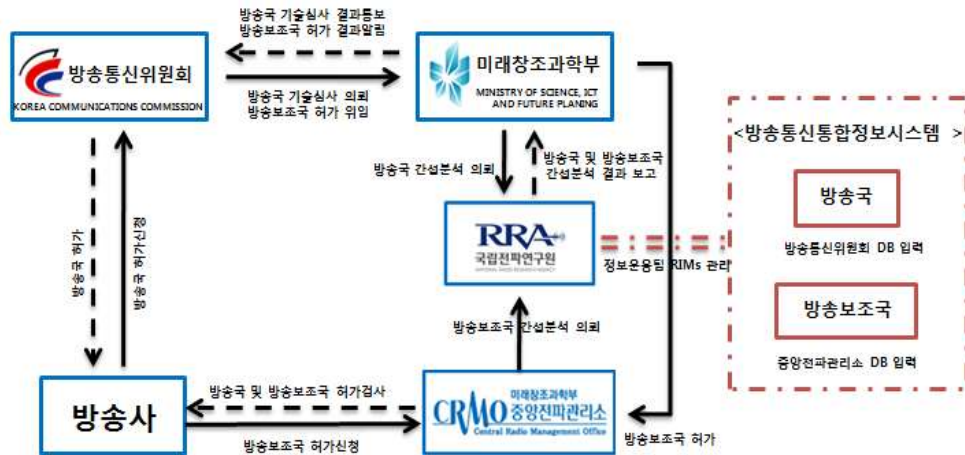 방송국 기술심사 결과통보
방송보조국 허가 결과알림
방송통신위원회
KOREA COMMUNICATIONS COMMISSION
방송국 기술심사 의뢰
방송보조국 허가 위임
미래창조과학부
MINISTRY OF SCIENCE, ICT
AND FUTURE PLANING
방송국 간섭분석 의뢰
방송국 및 방송보조국
간섭분석 결과 보고
<방송통신통합정보시스템 >
방송국
방송통신위원회 DB 입력
방송보조국
중앙전파관리소 DB 입력
RRA
국립전파연구원
NATIONAL RADIO RESEARCH AGENCY
정보운용팀 RIMs 관리
방송국 허가
방송국 허가신청
방송보조국 간섭분석 의뢰
방송사
방송국 및 방송보조국 허가검사
방송보조국 허가신청
미래창조과학부
CRMO 중앙전파관리소
Central Radio Management Office
방송보조국 허가